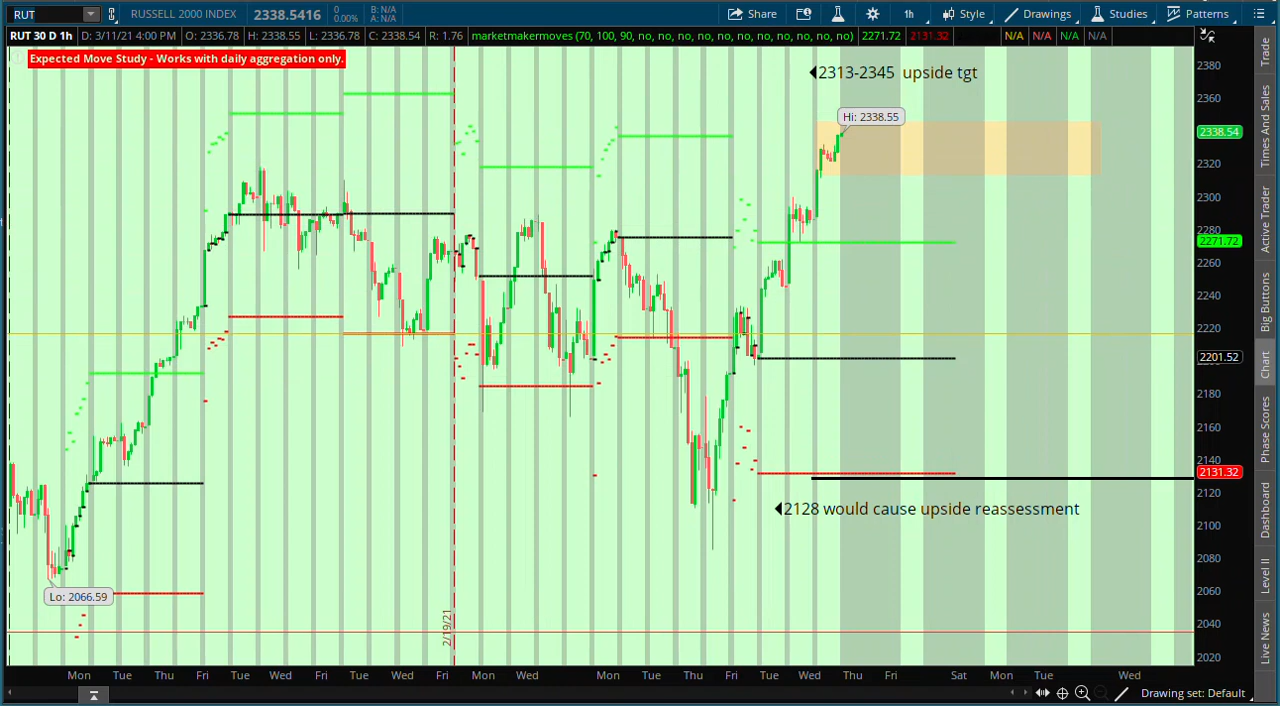 RUT RUSSELL 2000 INDEX 2338.5416 0 0.00% B: N/A A: N/A Share 1h Style Drawings Studies Patterns
RUT 30 D 1h D: 3/11/21 4:00 PM O: 2336.78 H: 2338.55 L: 2336.78 C: 2338.54 R: 1.76 marketmakermoves (70, 100, 90, no, no, no, no, no, no, no, no, no, no, no) 2271.72 2131.32 N/A N/A N/A N/A
Expected Move Study - Works with daily aggregation only.
2313-2345 upside tgt
Hi: 2338.55
2128 would cause upside reassessment
Lo: 2066.59
2/19/21
2380
2360
2338.54
2320
2300
2280
2271.72
2260
2240
2220
2201.52
2180
2160
2140
2131.32
2120
2100
2080
2060
2040
2020
Mon Tue Thu Fri Tue Wed Fri Tue Wed Fri Mon Wed Mon Tue Thu Fri Tue Wed Thu Fri Sat Mon Tue Wed
Drawing set: Default
Trade
Times And Sales
Active Trader
Big Buttons
Chart
Phase Scores
Dashboard
Level II
Live News